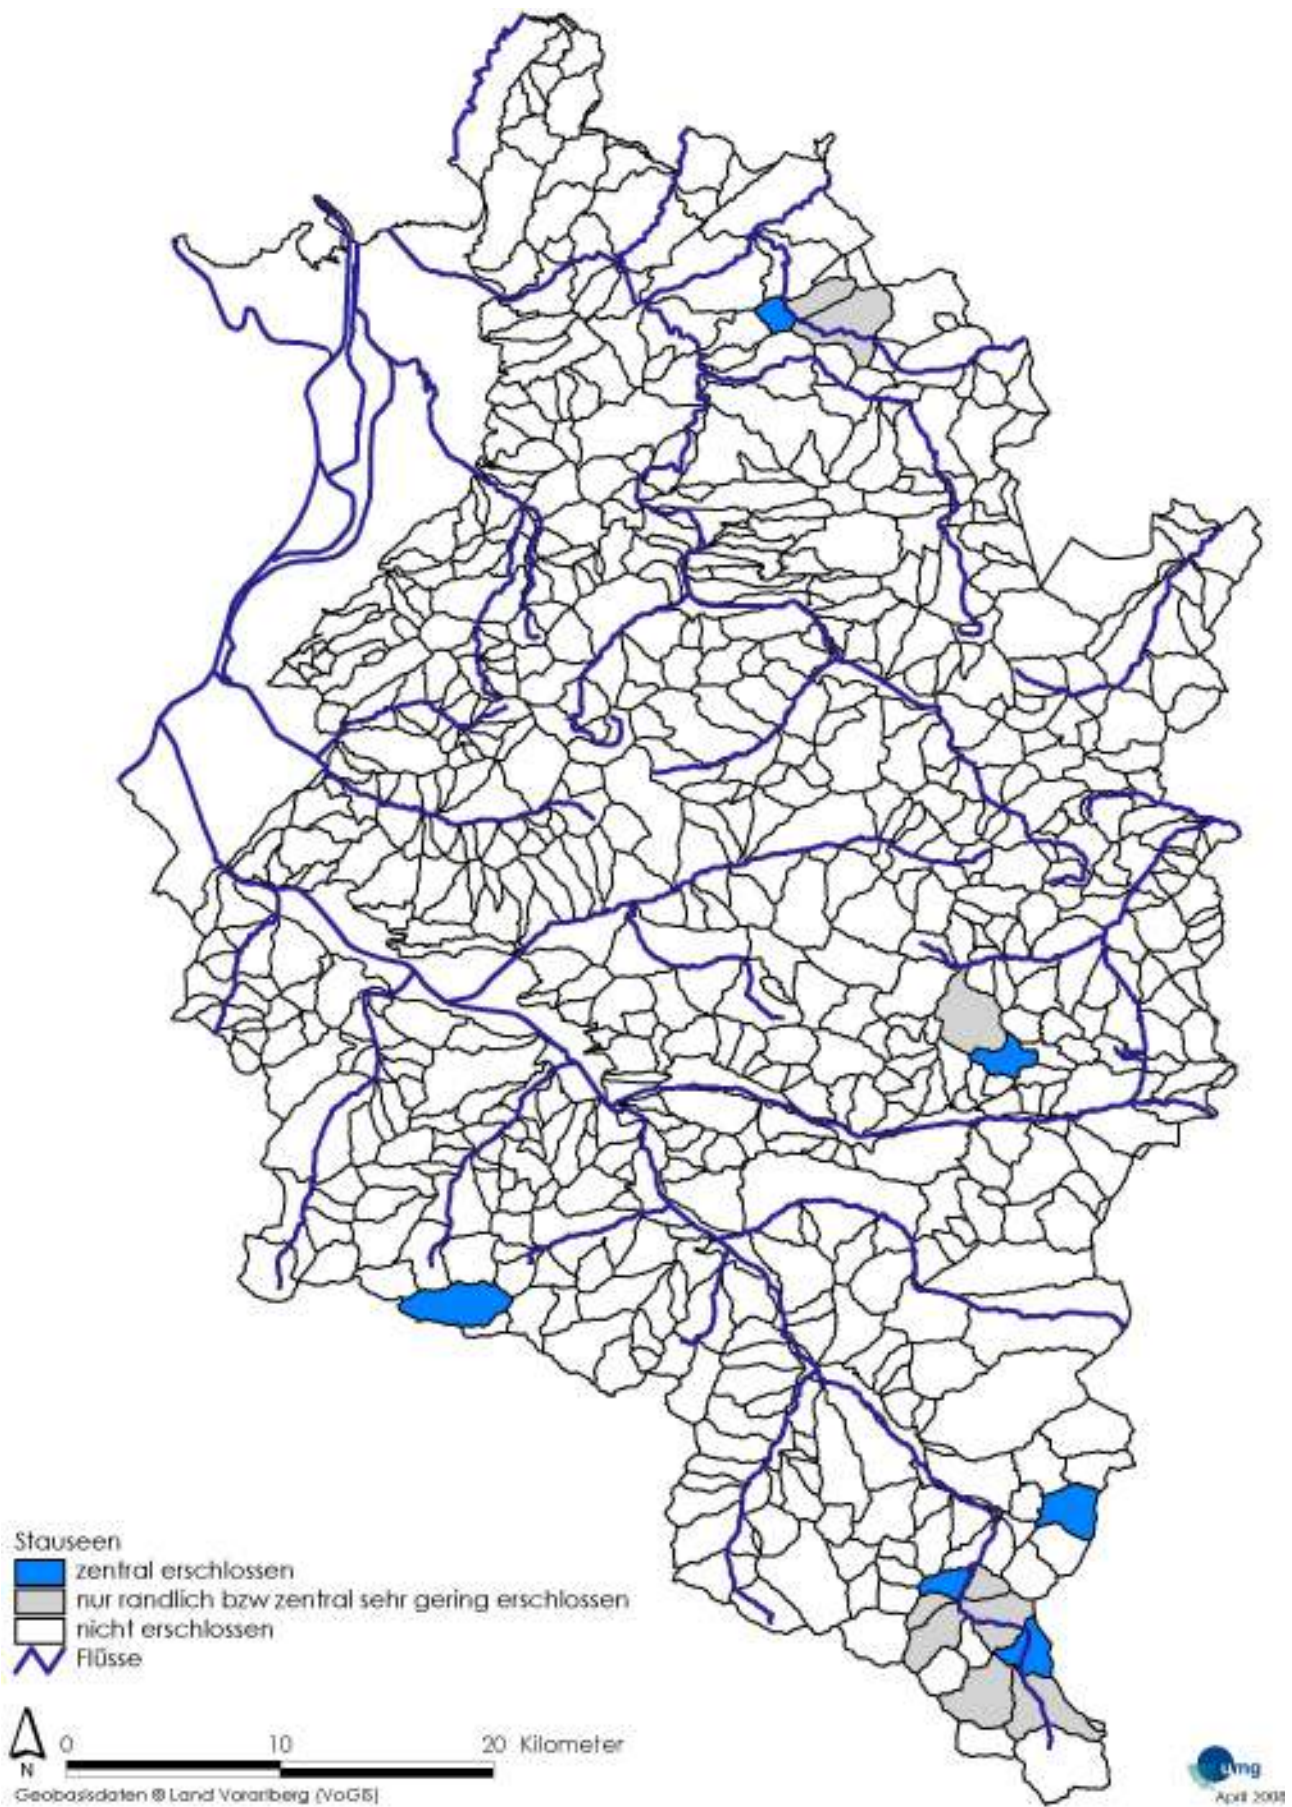 Stauseen
zentral erschlossen
nur randlich bzw zentral sehr gering erschlossen
nicht erschlossen
Flüsse
0 10 20 Kilometer
N
Geobasisdaten © Land Vorarlberg (VoGIS)
umg
April 2008